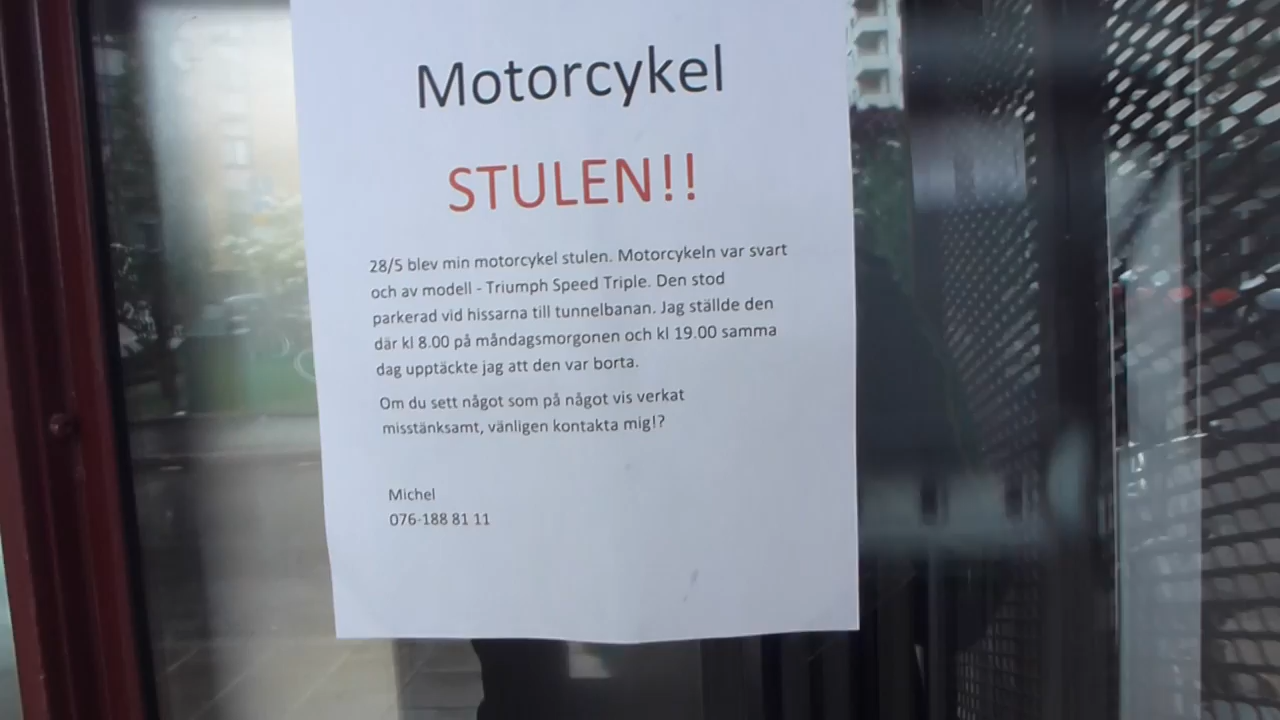 Motorcykel
STULEN!!
28/5 blev min motorcykel stulen. Motorcykeln var svart
och av modell - Triumph Speed Triple. Den stod
parkerad vid hissarna till tunnelbanan. Jag ställde den
där kl 8.00 på måndagsmorgonen och kl 19.00 samma
dag upptäckte jag att den var borta.
Om du sett något som på något vis verkat
misstänksamt, vänligen kontakta mig!?
Michel
076-188 81 11